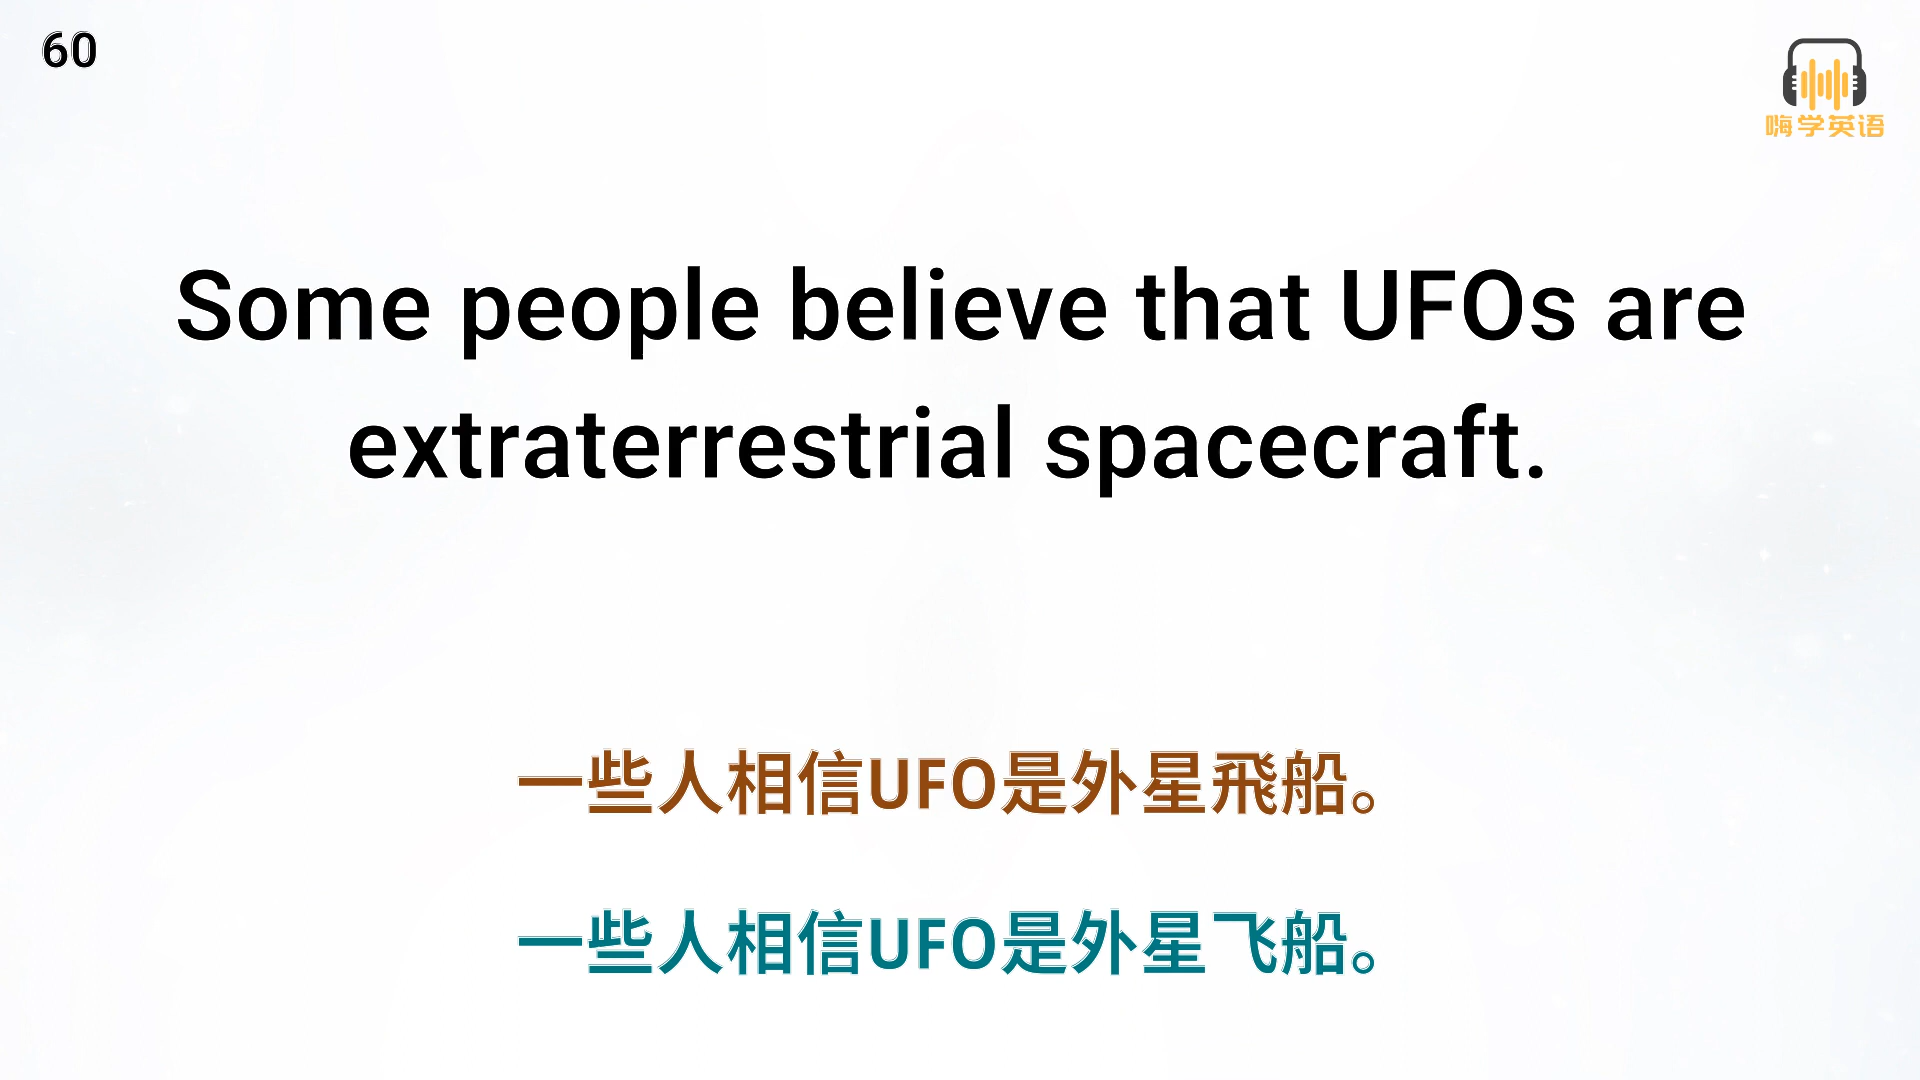 60
嗨学英语
Some people believe that UFOs are
extraterrestrial spacecraft.
一些人相信UFO是外星飛船。
一些人相信UFO是外星飞船。